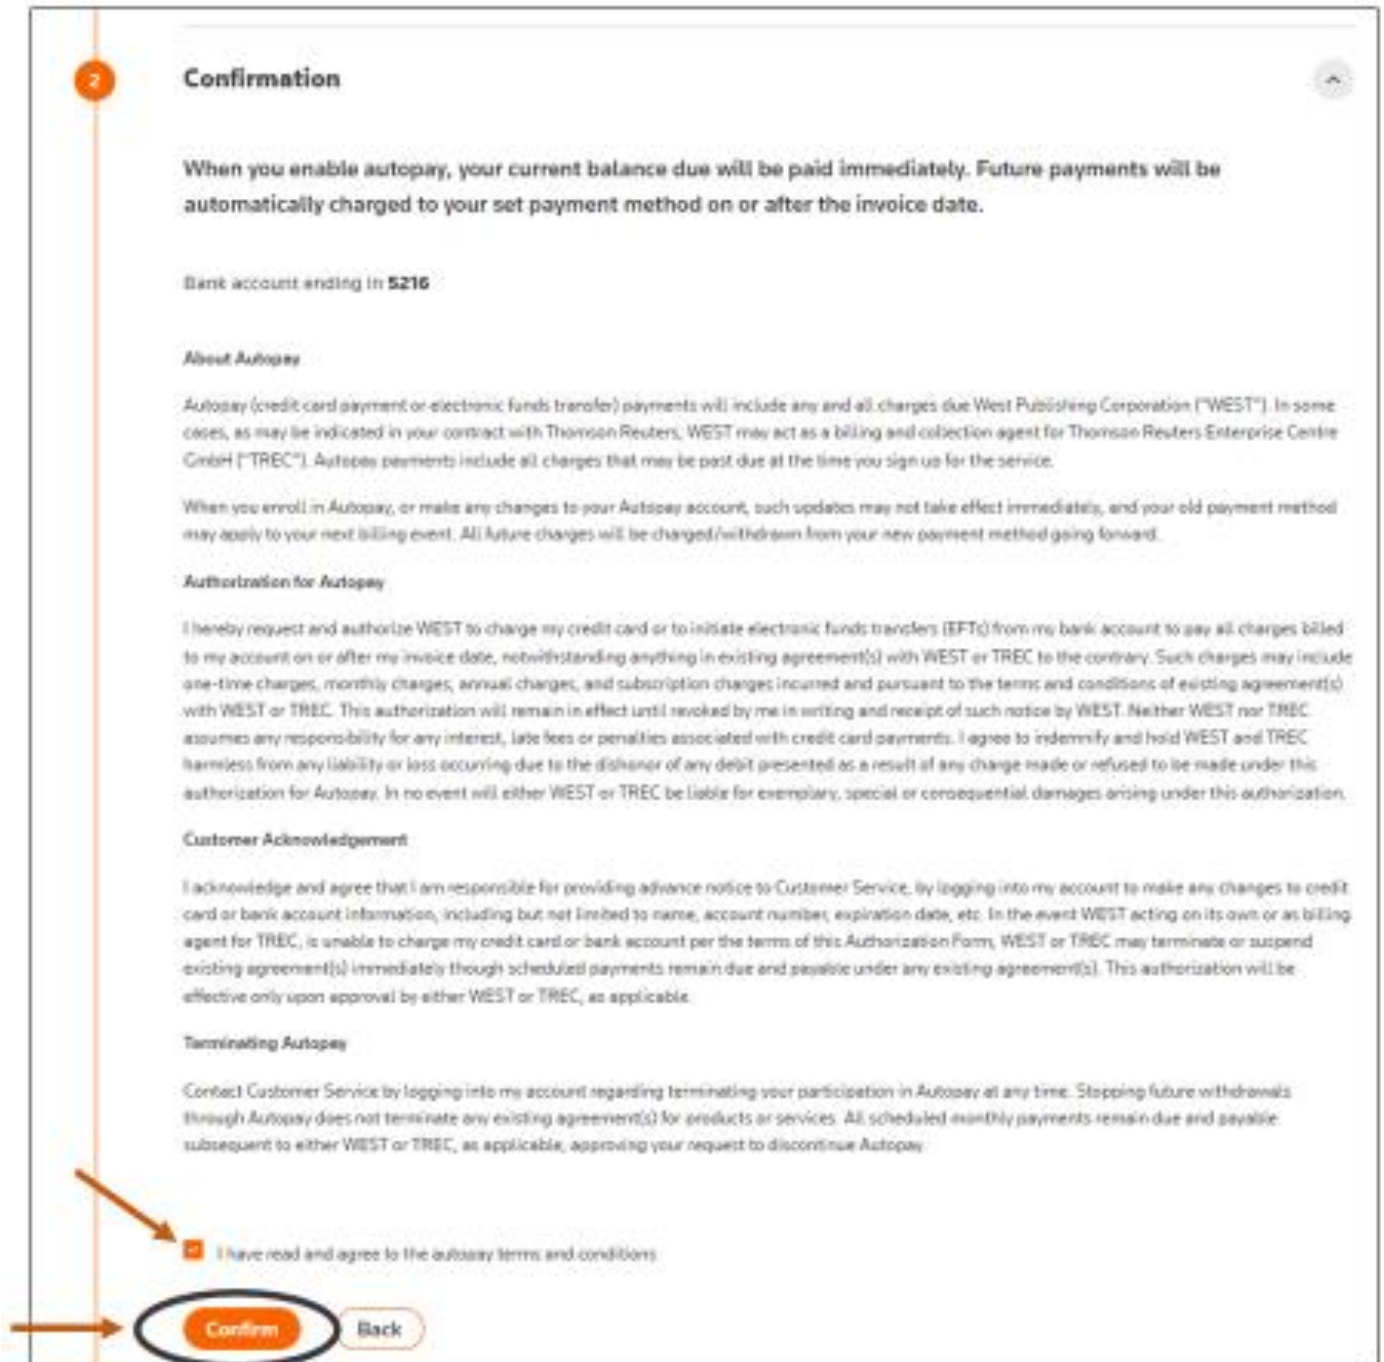 2
Confirmation
When you enable autopay, your current balance due will be paid immediately. Future payments will be
automatically charged to your set payment method on or after the invoice date.
Bank account ending in 5216
About Autopay
Autopay (credit card payment or electronic funds transfer) payments will include any and all charges due West Publishing Corporation ("WEST"). In some
cases, as may be indicated in your contract with Thomson Reuters, WEST may act as a billing and collection agent for Thomson Reuters Enterprise Centre
GmbH ("TREC"). Autopay payments include all charges that may be past due at the time you sign up for the service.
When you enroll in Autopay, or make any changes to your Autopay account, such updates may not take effect immediately, and your old payment method
may apply to your next billing event. All future charges will be charged/withdrawn from your new payment method going forward.
Authorization for Autopay
I hereby request and authorize WEST to charge my credit card or to initiate electronic funds transfers (EFTs) from my bank account to pay all charges billed
to my account on or after my invoice date, notwithstanding anything in existing agreement(s) with WEST or TREC to the contrary. Such charges may include
one-time charges, monthly charges, annual charges, and subscription charges incurred and pursuant to the terms and conditions of existing agreement(s)
with WEST or TREC. This authorization will remain in effect until revoked by me in writing and receipt of such notice by WEST. Neither WEST nor TREC
assumes any responsibility for any interest, late fees or penalties associated with credit card payments. I agree to indemnify and hold WEST and TREC
harmless from any liability or loss occurring due to the dishonor of any debit presented as a result of any charge made or refused to be made under this
authorization for Autopay. In no event will either WEST or TREC be liable for exemplary, special or consequential damages arising under this authorization.
Customer Acknowledgement
I acknowledge and agree that I am responsible for providing advance notice to Customer Service, by logging into my account to make any changes to credit
card or bank account information, including but not limited to name, account number, expiration date, etc. In the event WEST acting on its own or as billing
agent for TREC, is unable to charge my credit card or bank account per the terms of this Authorization Form, WEST or TREC may terminate or suspend
existing agreement(s) immediately though scheduled payments remain due and payable under any existing agreement(s). This authorization will be
effective only upon approval by either WEST or TREC, as applicable.
Terminating Autopay
Contact Customer Service by logging into my account regarding terminating your participation in Autopay at any time. Stopping future withdrawals
through Autopay does not terminate any existing agreement(s) for products or services. All scheduled monthly payments remain due and payable
subsequent to either WEST or TREC, as applicable, approving your request to discontinue Autopay.
I have read and agree to the autopay terms and conditions
Confirm Back